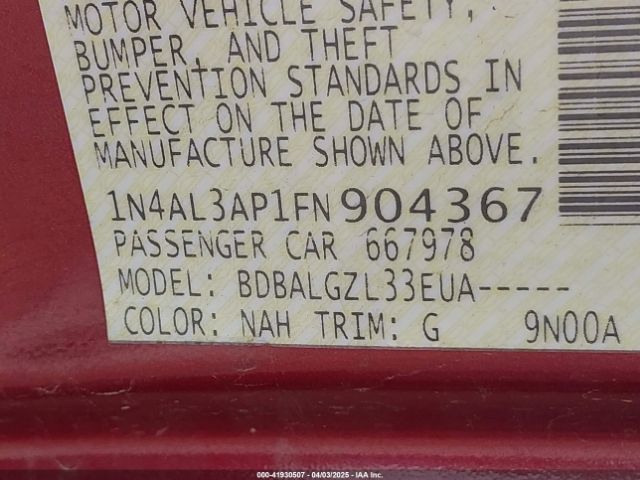 MOTOR VEHICLE SAFETY,
BUMPER, AND THEFT
PREVENTION STANDARDS IN
EFFECT ON THE DATE OF
MANUFACTURE SHOWN ABOVE.
1N4AL3AP1FN904367
PASSENGER CAR 667978
MODEL: BDBALGZL33EUA-----
COLOR: NAH TRIM: G 9N00A
000-41930507 - 04/03/2025 - IAA Inc.